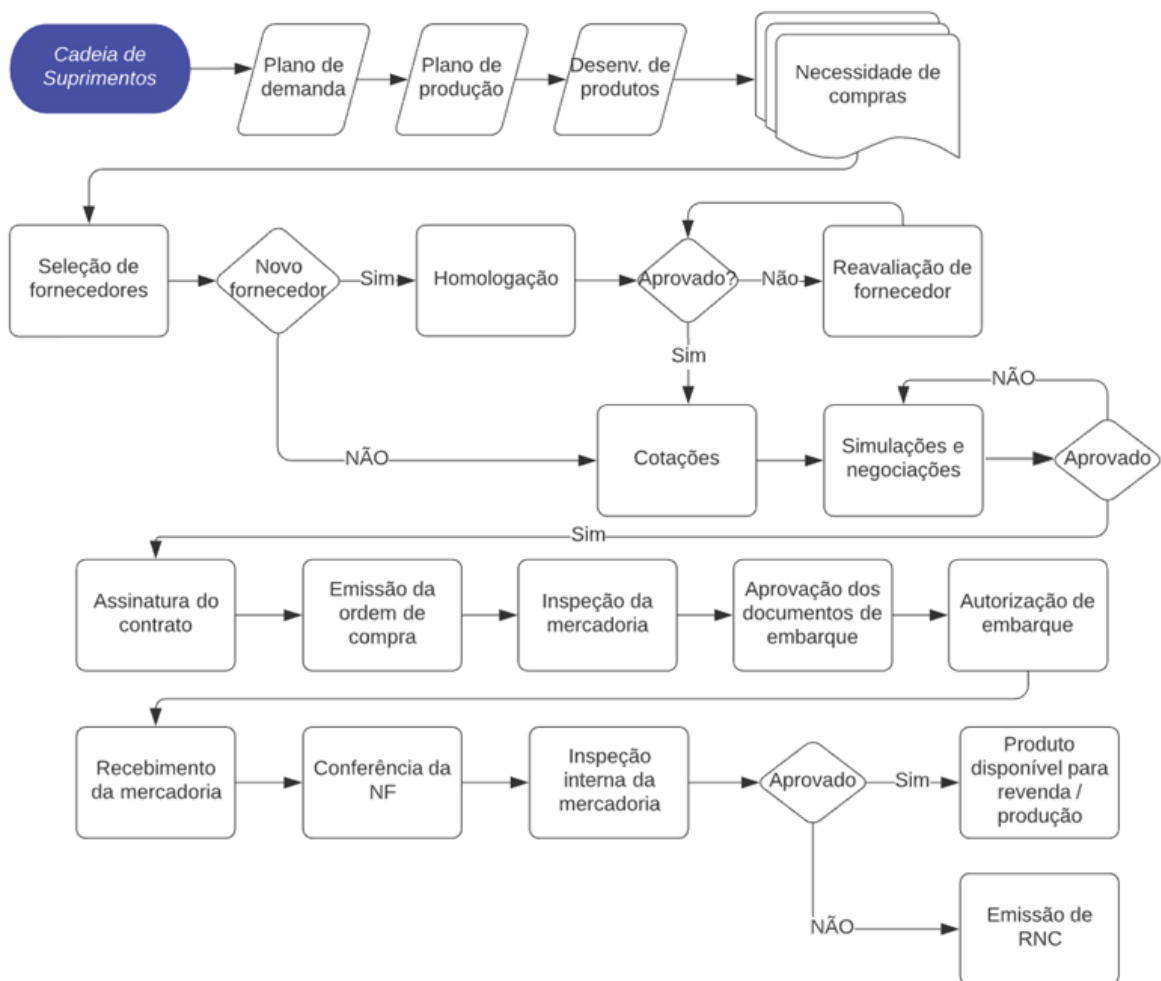 Cadeia de
Suprimentos
Plano de
demanda
Plano de
produção
Desenv. de
produtos
Necessidade de
compras
Seleção de
fornecedores
Novo
fornecedor
Sim
Homologação
Aprovado?
Não
Reavaliação de
fornecedor
Sim
NÃO
Cotações
Simulações e
negociações
NÃO
Aprovado
Sim
Assinatura do
contrato
Emissão da
ordem de
compra
Inspeção da
mercadoria
Aprovação dos
documentos de
embarque
Autorização de
embarque
Recebimento
da mercadoria
Conferência da
NF
Inspeção
interna da
mercadoria
Aprovado
Sim
Produto
disponível para
revenda /
produção
NÃO
Emissão de
RNC